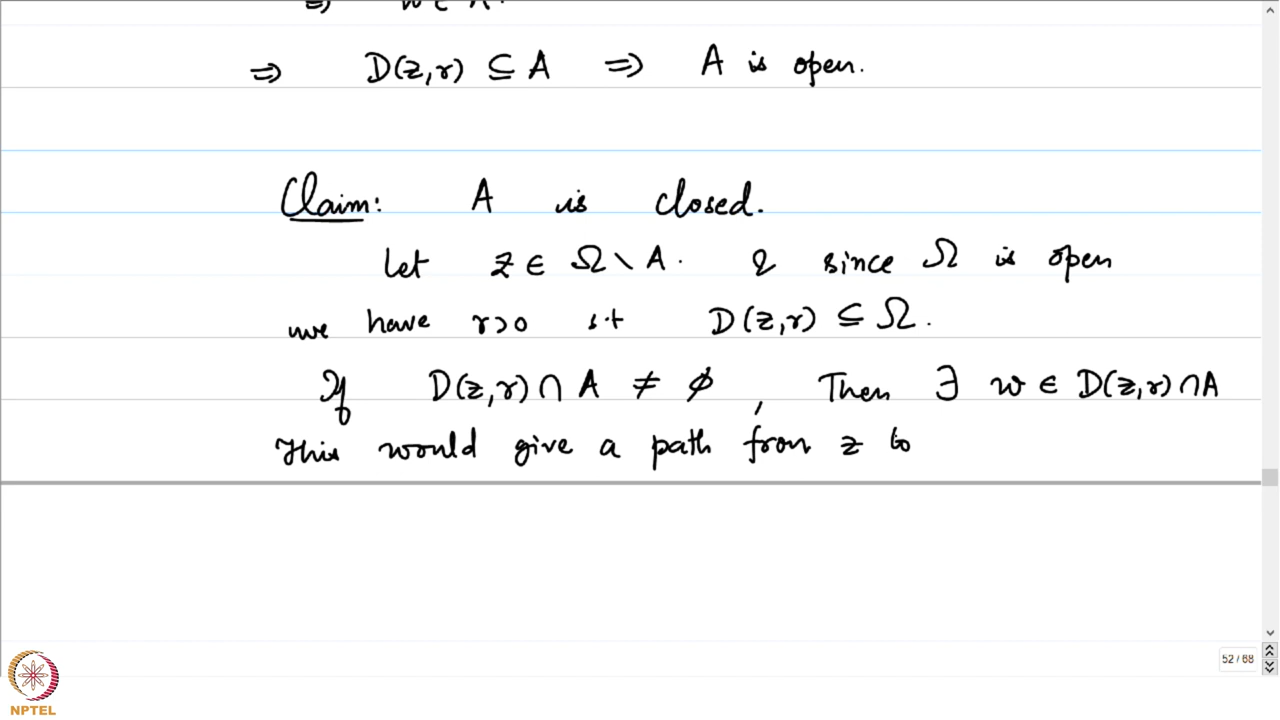 ⇒ w ∈ A.
⇒ D(z,r) ⊆ A ⇒ A is open.
Claim: A is closed.
Let z ∈ Ω \ A. & since Ω is open
we have r>0 st D(z,r) ⊆ Ω.
If D(z,r) ∩ A ≠ ϕ, Then ∃ w ∈ D(z,r) ∩ A
This would give a path from z to
52 / 68
NPTEL